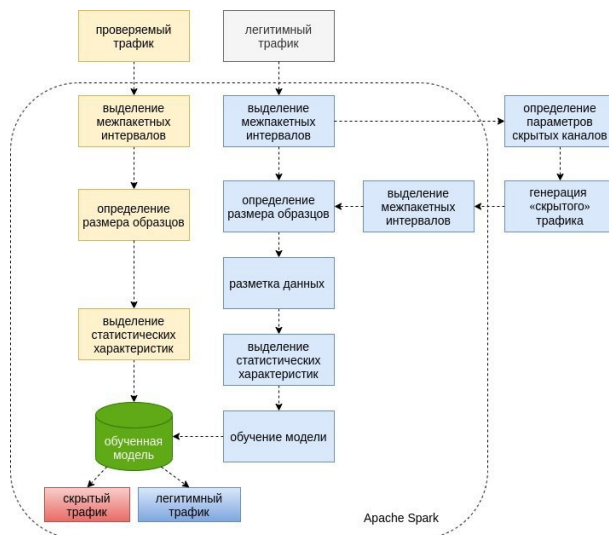 проверяемый
трафик
легитимный
трафик
выделение
межпакетных
интервалов
выделение
межпакетных
интервалов
определение
параметров
скрытых каналов
определение
размера образцов
определение
размера образцов
выделение
межпакетных
интервалов
генерация
«скрытого»
трафика
разметка данных
выделение
статистических
характеристик
выделение
статистических
характеристик
обученная
модель
обучение модели
скрытый
трафик
легитимный
трафик
Apache Spark